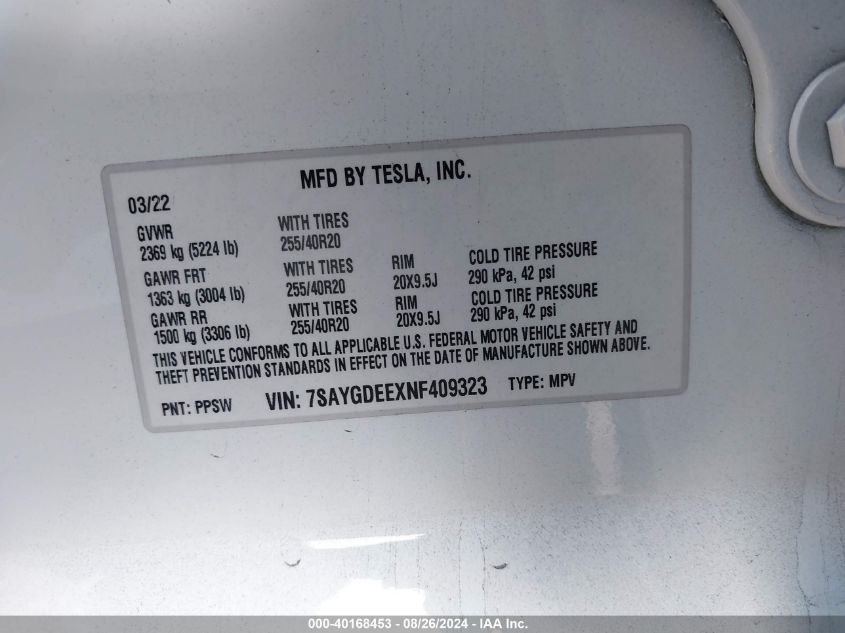 MFD BY TESLA, INC.
03/22
GVWR WITH TIRES
2369 kg (5224 lb) 255/40R20
GAWR FRT WITH TIRES RIM COLD TIRE PRESSURE
1363 kg (3004 lb) 255/40R20 20X9.5J 290 kPa, 42 psi
GAWR RR WITH TIRES RIM COLD TIRE PRESSURE
1500 kg (3306 lb) 255/40R20 20X9.5J 290 kPa, 42 psi
THIS VEHICLE CONFORMS TO ALL APPLICABLE U.S. FEDERAL MOTOR VEHICLE SAFETY AND
THEFT PREVENTION STANDARDS IN EFFECT ON THE DATE OF MANUFACTURE SHOWN ABOVE.
PNT: PPSW VIN: 7SAYGDEEXNF409323 TYPE: MPV
000-40168453 - 08/26/2024 - IAA Inc.